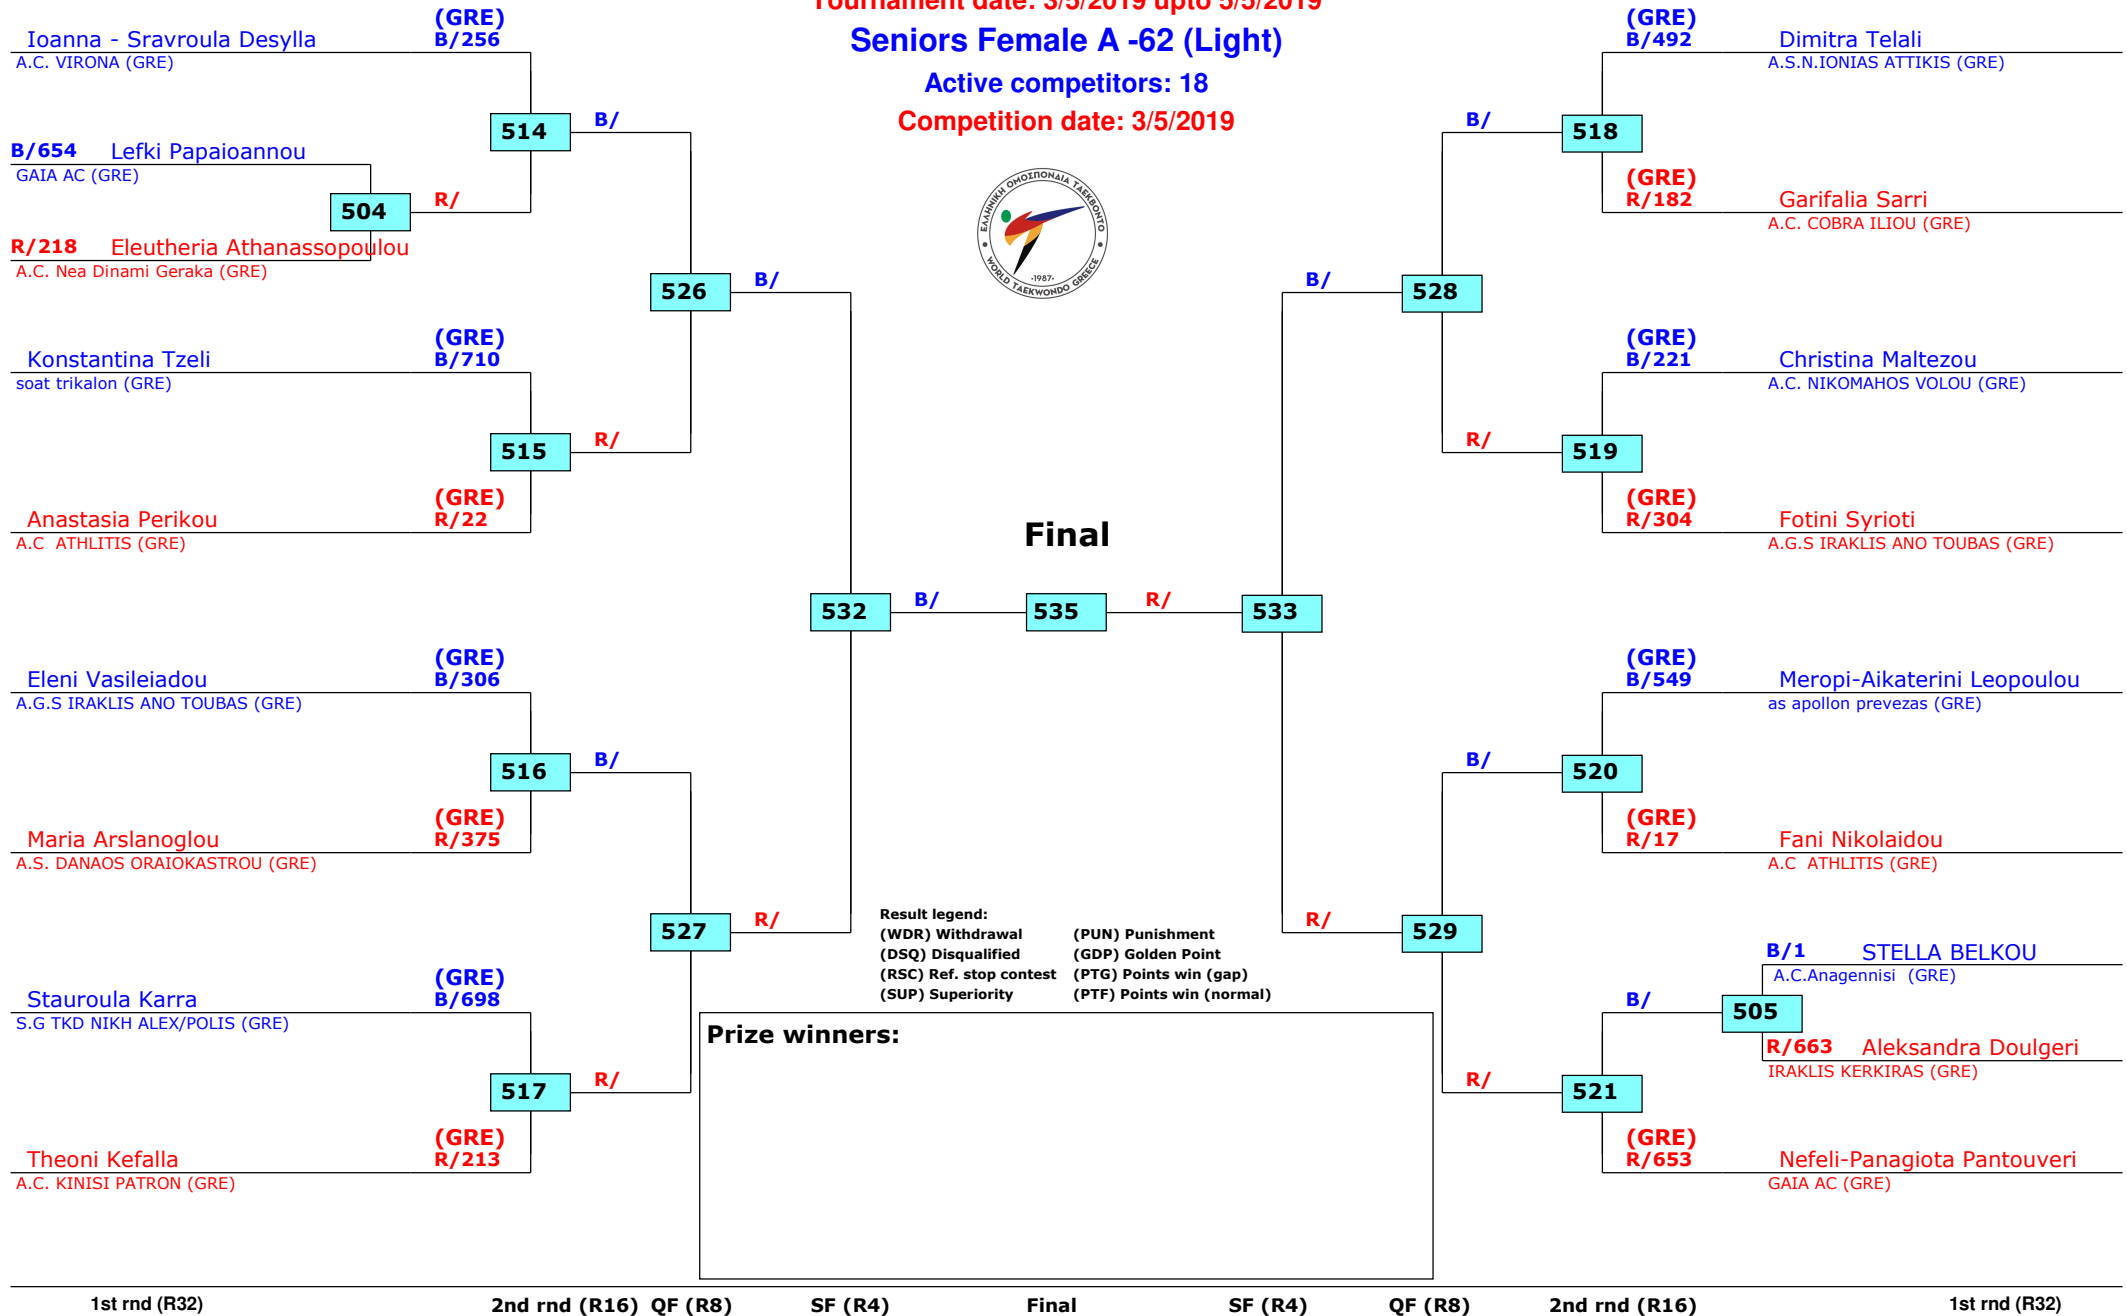 Tournament date: 3/5/2019 upto 5/5/2019
Seniors Female A -62 (Light)
Active competitors: 18
Competition date: 3/5/2019
ΕΛΛΗΝΙΚΗ ΟΜΟΣΠΟΝΔΙΑ ΤΑΕΚΒΟΝΤΟ
·1987·
WORLD TAEKWONDO GREECE
Ioanna - Sravroula Desylla
(GRE)
B/256
A.C. VIRONA (GRE)
514
B/
B/654 Lefki Papaioannou
GAIA AC (GRE)
504
R/
R/218 Eleutheria Athanassopoulou
A.C. Nea Dinami Geraka (GRE)
526
B/
Konstantina Tzeli
(GRE)
B/710
soat trikalon (GRE)
515
R/
Anastasia Perikou
(GRE)
R/22
A.C ATHLITIS (GRE)
532
B/
Eleni Vasileiadou
(GRE)
B/306
A.G.S IRAKLIS ANO TOUBAS (GRE)
516
B/
Maria Arslanoglou
(GRE)
R/375
A.S. DANAOS ORAIOKASTROU (GRE)
527
R/
Stauroula Karra
(GRE)
B/698
S.G TKD NIKH ALEX/POLIS (GRE)
517
R/
Theoni Kefalla
(GRE)
R/213
A.C. KINISI PATRON (GRE)
Final
535
(GRE)
B/492
Dimitra Telali
A.S.N.IONIAS ATTIKIS (GRE)
B/
518
(GRE)
R/182
Garifalia Sarri
A.C. COBRA ILIOU (GRE)
B/
528
(GRE)
B/221
Christina Maltezou
A.C. NIKOMAHOS VOLOU (GRE)
R/
519
(GRE)
R/304
Fotini Syrioti
A.G.S IRAKLIS ANO TOUBAS (GRE)
R/
533
(GRE)
B/549
Meropi-Aikaterini Leopoulou
as apollon prevezas (GRE)
B/
520
(GRE)
R/17
Fani Nikolaidou
A.C ATHLITIS (GRE)
R/
529
B/1 STELLA BELKOU
A.C.Anagennisi (GRE)
B/
505
R/663 Aleksandra Doulgeri
IRAKLIS KERKIRAS (GRE)
R/
521
(GRE)
R/653
Nefeli-Panagiota Pantouveri
GAIA AC (GRE)
Result legend:
(WDR) Withdrawal (PUN) Punishment
(DSQ) Disqualified (GDP) Golden Point
(RSC) Ref. stop contest (PTG) Points win (gap)
(SUP) Superiority (PTF) Points win (normal)
Prize winners:
1st rnd (R32) 2nd rnd (R16) QF (R8) SF (R4) Final SF (R4) QF (R8) 2nd rnd (R16) 1st rnd (R32)